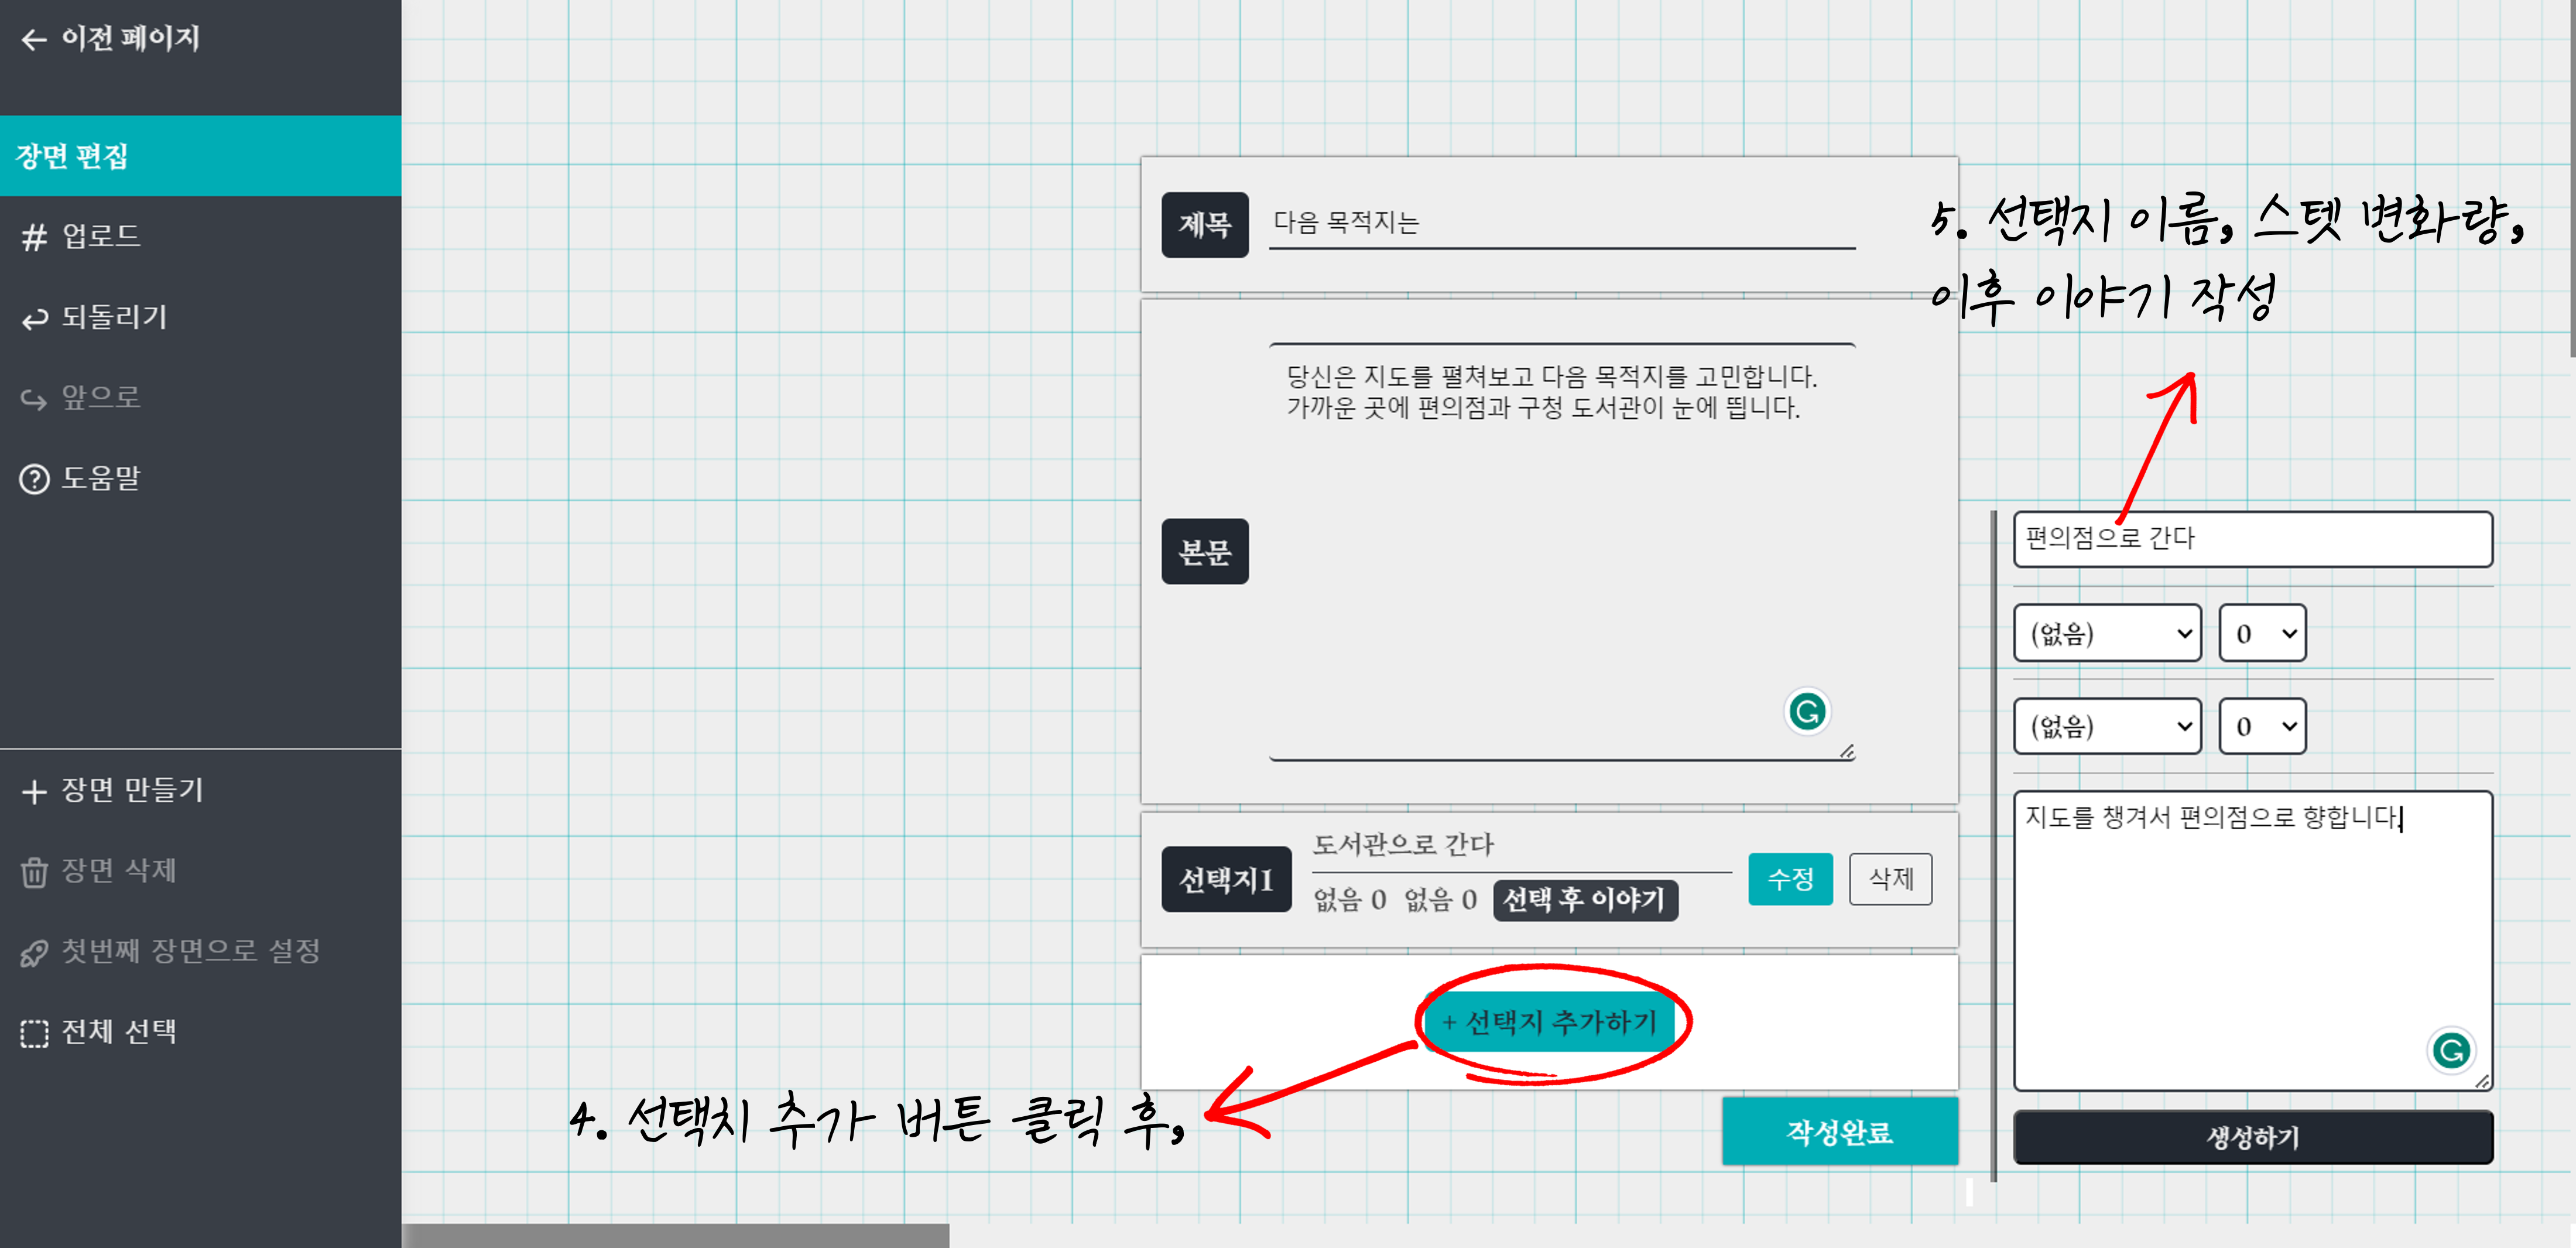 이전 페이지
장면 편집
# 업로드
되돌리기
앞으로
도움말
장면 만들기
장면 삭제
첫번째 장면으로 설정
전체 선택
제목
다음 목적지는
본문
당신은 지도를 펼쳐보고 다음 목적지를 고민합니다.
가까운 곳에 편의점과 구청 도서관이 눈에 띕니다.
선택지1
도서관으로 간다
없음 0 없음 0 선택 후 이야기
수정
삭제
+ 선택지 추가하기
4. 선택치 추가 버튼 클릭 후,
작성완료
5. 선택지 이름, 스텟 변화량,
이후 이야기 작성
편의점으로 간다
(없음) 0
(없음) 0
지도를 챙겨서 편의점으로 향합니다.
생성하기